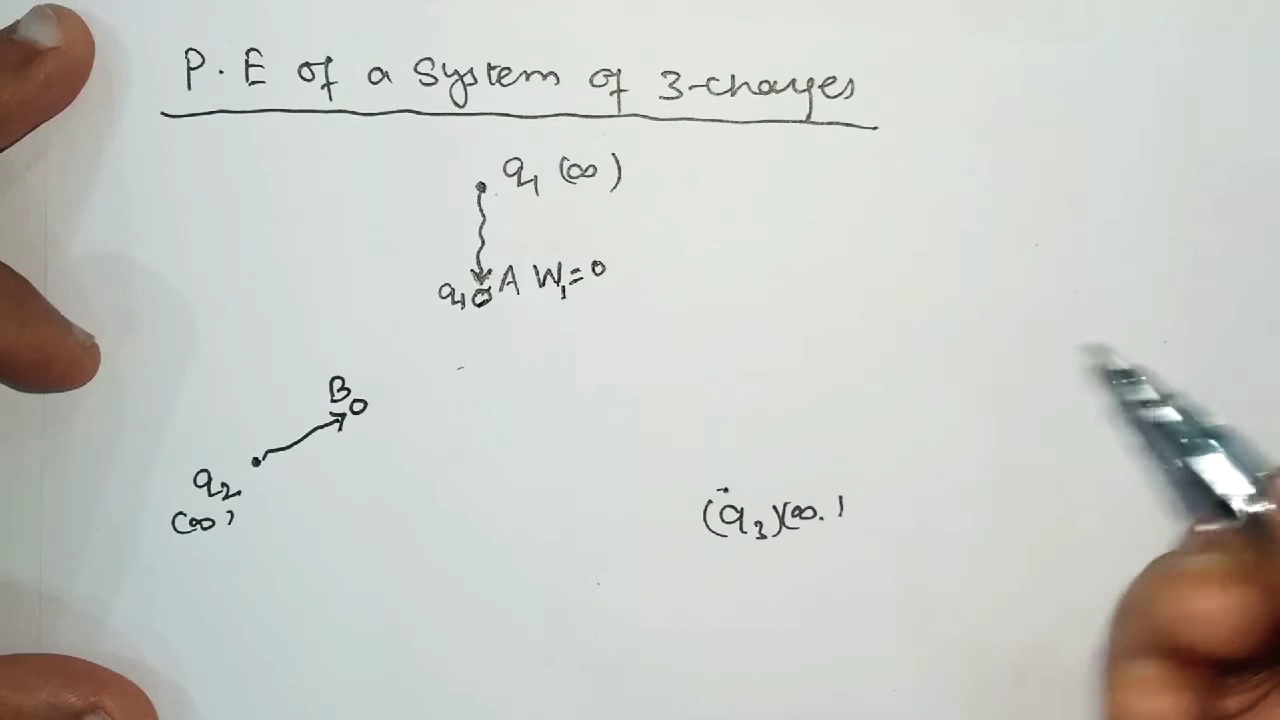 P.E of a System of 3-charges
q₁ (∞)
q₁ A W₁=0
B
q₂
(∞)
(q₃)(∞.)